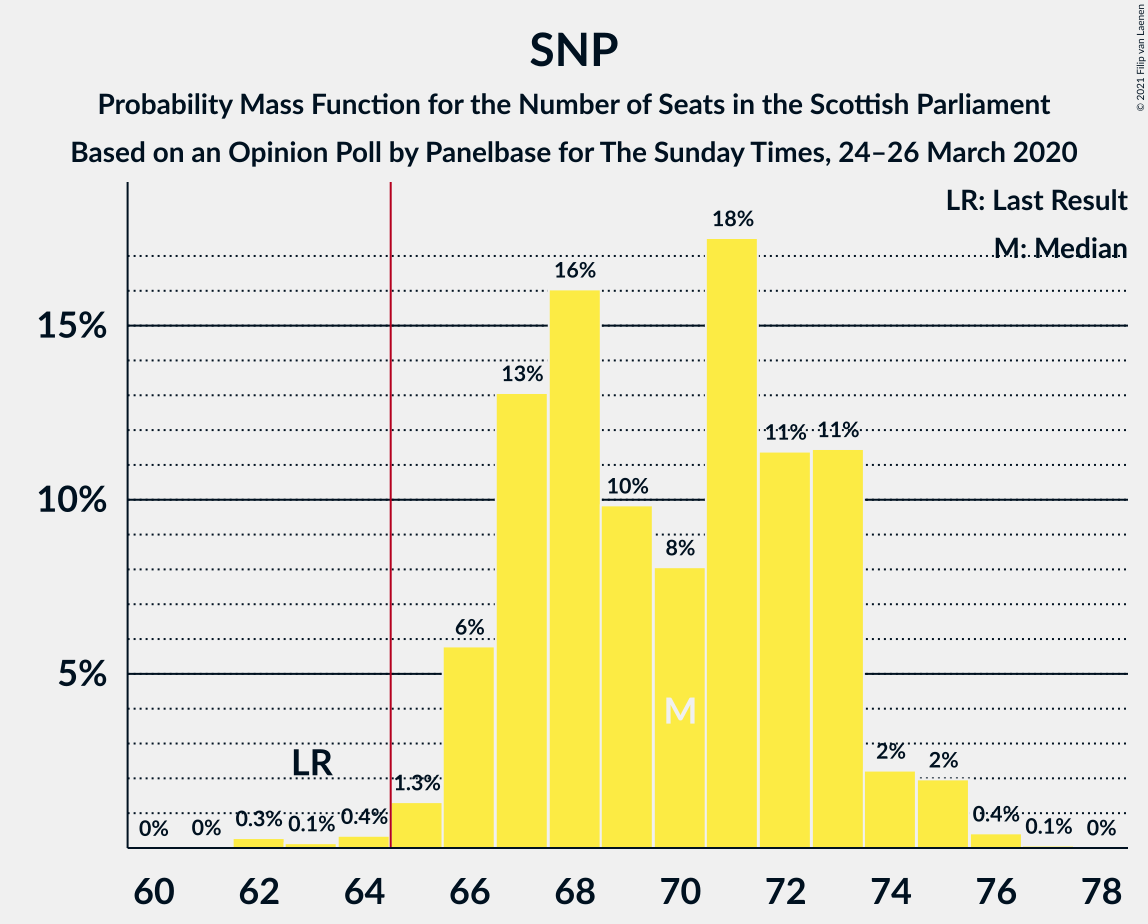 SNP
Probability Mass Function for the Number of Seats in the Scottish Parliament
Based on an Opinion Poll by Panelbase for The Sunday Times, 24–26 March 2020
© 2021 Filip van Laenen
LR: Last Result
M: Median
15%
10%
5%
0%
0%
0.3%
0.1%
0.4%
1.3%
6%
13%
16%
10%
8%
18%
11%
11%
2%
2%
0.4%
0.1%
0%
LR
M
60 62 64 66 68 70 72 74 76 78